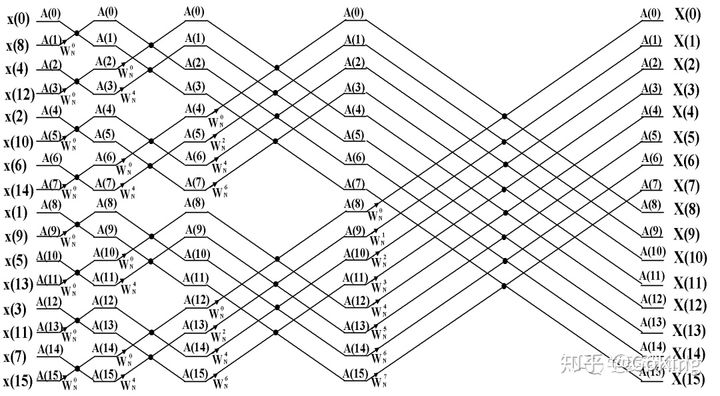 x(0) A(0) A(0) A(0) A(0) A(0) X(0)
x(8) A(1) W_N^0 A(1) A(1) A(1) A(1) X(1)
x(4) A(2) A(2) W_N^0 A(2) A(2) A(2) X(2)
x(12) A(3) W_N^0 A(3) W_N^4 A(3) A(3) A(3) X(3)
x(2) A(4) A(4) A(4) W_N^0 A(4) A(4) X(4)
x(10) A(5) W_N^0 A(5) A(5) W_N^2 A(5) A(5) X(5)
x(6) A(6) A(6) W_N^0 A(6) W_N^4 A(6) A(6) X(6)
x(14) A(7) W_N^0 A(7) W_N^4 A(7) W_N^6 A(7) A(7) X(7)
x(1) A(8) A(8) A(8) A(8) W_N^0 A(8) X(8)
x(9) A(9) W_N^0 A(9) A(9) A(9) W_N^1 A(9) X(9)
x(5) A(10) A(10) W_N^0 A(10) A(10) W_N^2 A(10) X(10)
x(13) A(11) W_N^0 A(11) W_N^4 A(11) A(11) W_N^3 A(11) X(11)
x(3) A(12) A(12) A(12) W_N^0 A(12) W_N^4 A(12) X(12)
x(11) A(13) W_N^0 A(13) A(13) W_N^2 A(13) W_N^5 A(13) X(13)
x(7) A(14) A(14) W_N^0 A(14) W_N^4 A(14) W_N^6 A(14) X(14)
x(15) A(15) W_N^0 A(15) W_N^4 A(15) W_N^6 A(15) W_N^7 A(15) X(15)
知乎 @GoKing